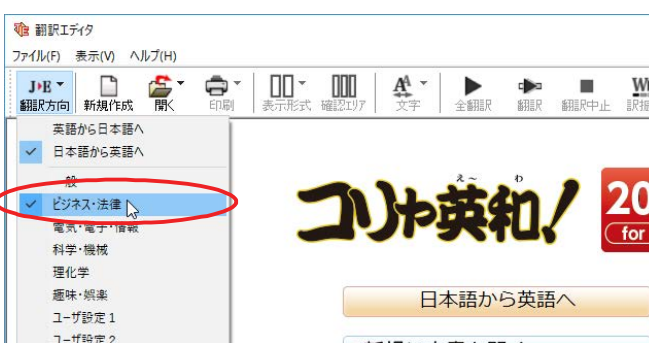 翻訳エディタ
ファイル(F) 表示(V) ヘルプ(H)
J▸E
翻訳方向 新規作成 開く 印刷 表示形式 確認エリア 文字 全翻訳 翻訳 翻訳中止
英語から日本語へ
日本語から英語へ
一般
ビジネス・法律
電気・電子・情報
科学・機械
理化学
趣味・娯楽
ユーザ設定1
ユーザ設定2
コリャ英和!
え~ わ
20
for
日本語から英語へ